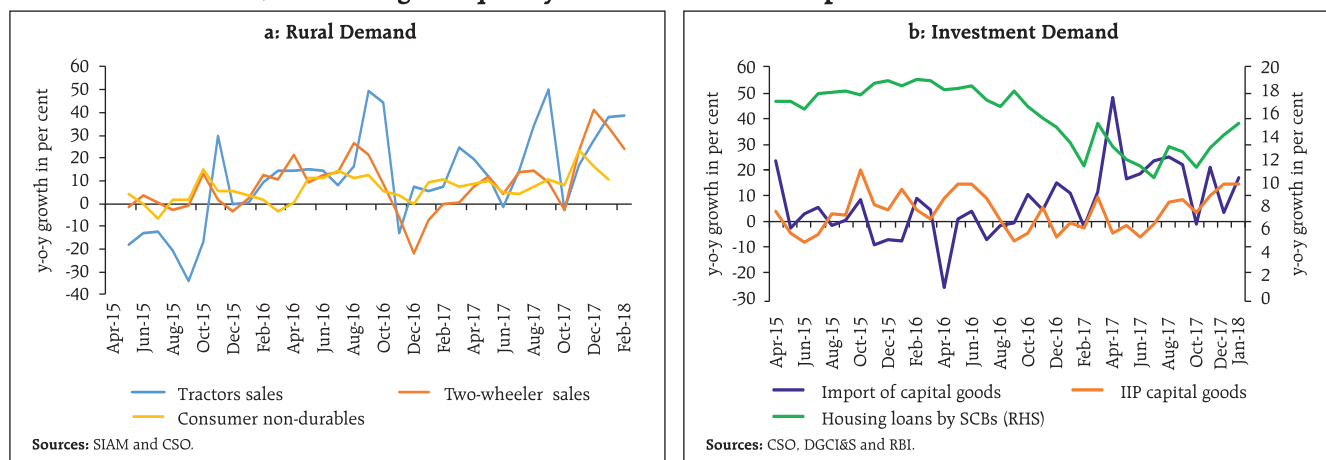 a: Rural Demand
y-o-y growth in per cent
60
50
40
30
20
10
0
-10
-20
-30
-40
Apr-15
Jun-15
Aug-15
Oct-15
Dec-15
Feb-16
Apr-16
Jun-16
Aug-16
Oct-16
Dec-16
Feb-17
Apr-17
Jun-17
Aug-17
Oct-17
Dec-17
Feb-18
Tractors sales
Two-wheeler sales
Consumer non-durables
Sources: SIAM and CSO.
b: Investment Demand
y-o-y growth in per cent
60
50
40
30
20
10
0
-10
-20
-30
20
18
16
14
12
10
8
6
4
2
0
y-o-y growth in per cent
Apr-15
Jun-15
Aug-15
Oct-15
Dec-15
Feb-16
Apr-16
Jun-16
Aug-16
Oct-16
Dec-16
Feb-17
Apr-17
Jun-17
Aug-17
Oct-17
Dec-17
Jan-18
Import of capital goods
IIP capital goods
Housing loans by SCBs (RHS)
Sources: CSO, DGCI&S and RBI.